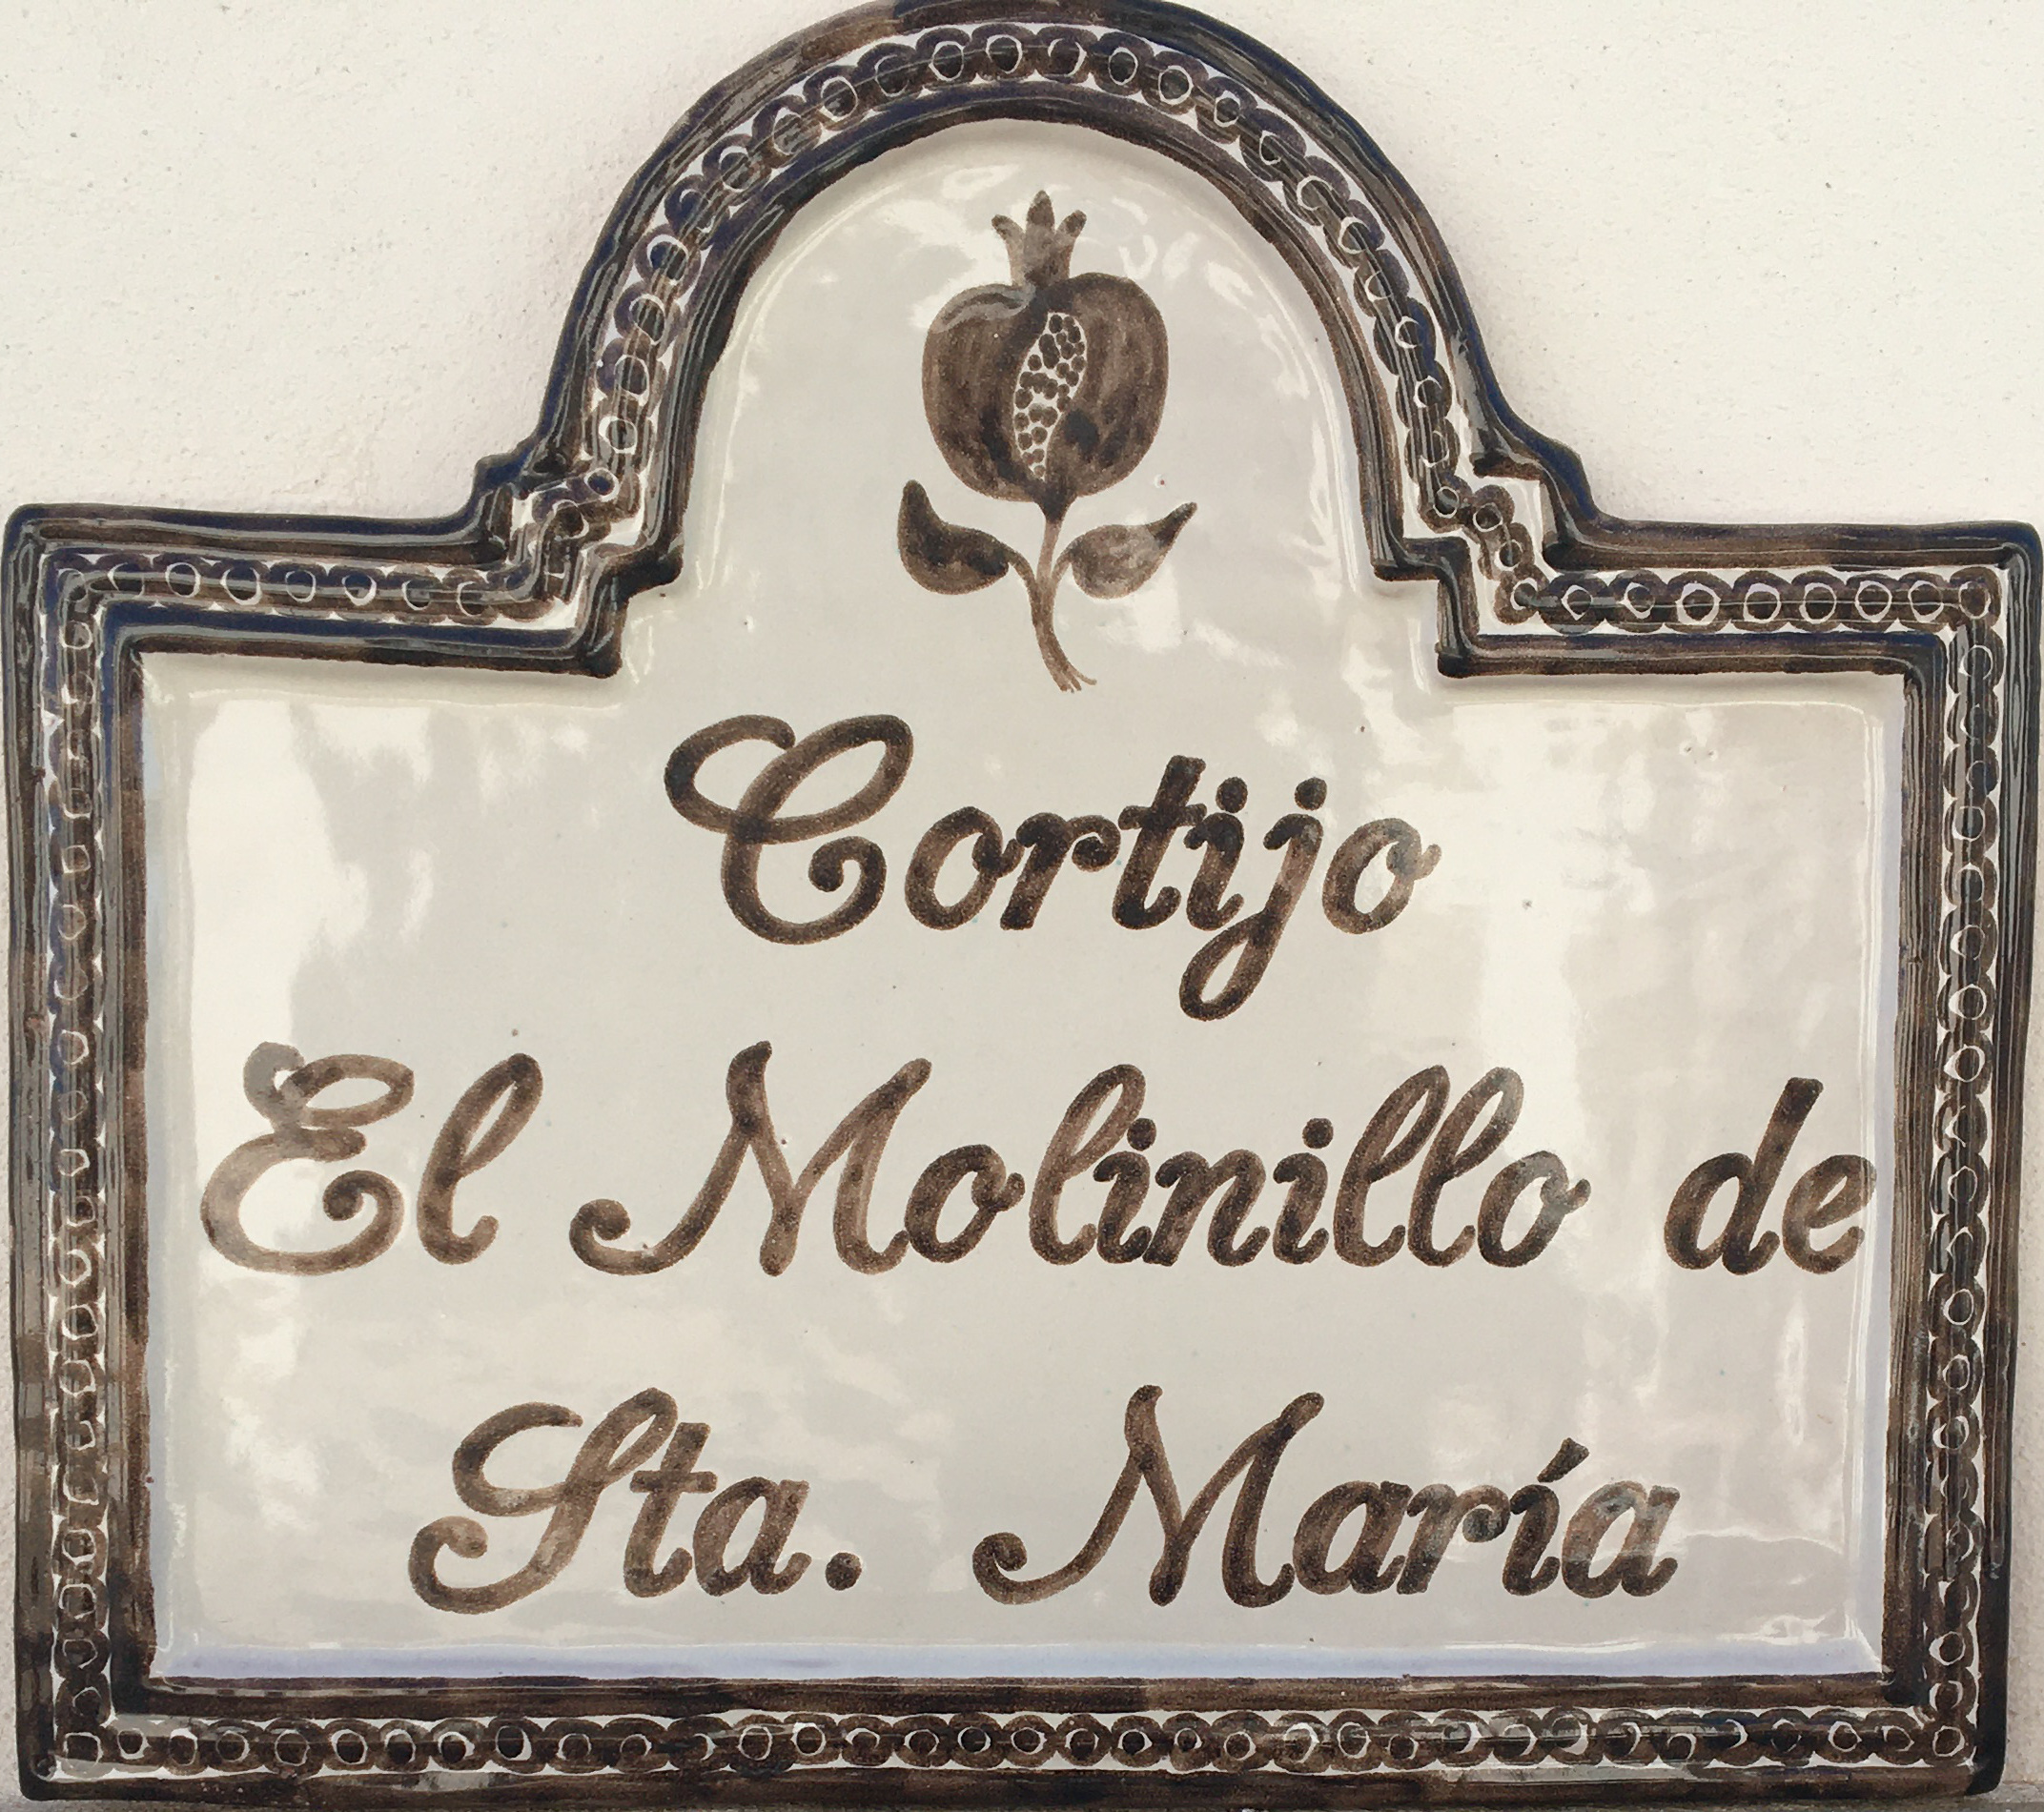 Cortijo
El Molinillo de
Sta. María